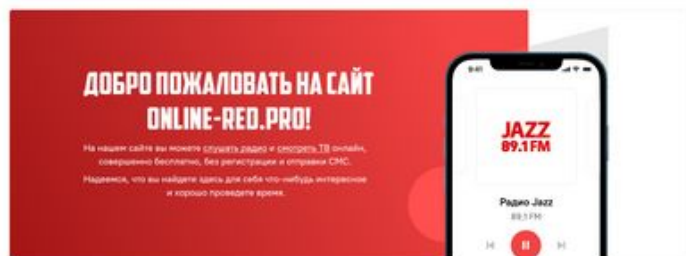 ДОБРО ПОЖАЛОВАТЬ НА САЙТ
ONLINE-RED.PRO!
На нашем сайте вы можете слушать радио и смотреть ТВ онлайн,
совершенно бесплатно, без регистрации и отправки СМС.
Надеемся, что вы найдете здесь для себя что-нибудь интересное
и хорошо проведете время.
9:41
JAZZ
89.1 FM
Радио Jazz
89,1 FM